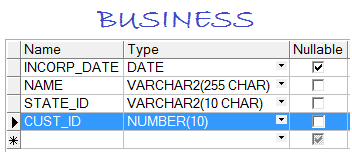 BUSINESS
Name Type Nullable
INCORP_DATE DATE
NAME VARCHAR2(255 CHAR)
STATE_ID VARCHAR2(10 CHAR)
CUST_ID NUMBER(10)